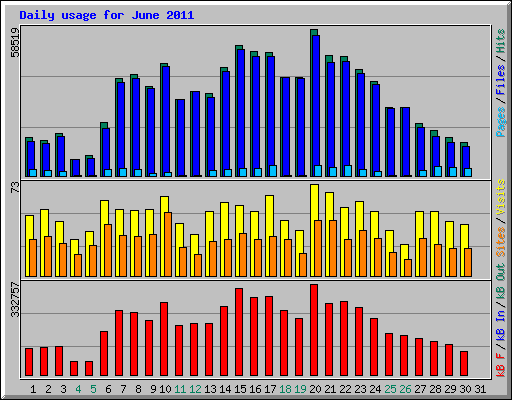 Daily usage for June 2011
58519
Pages / Files / Hits
73
Sites / Visits
332757
kB F / kB In / kB Out
1 2 3 4 5 6 7 8 9 10 11 12 13 14 15 16 17 18 19 20 21 22 23 24 25 26 27 28 29 30 31